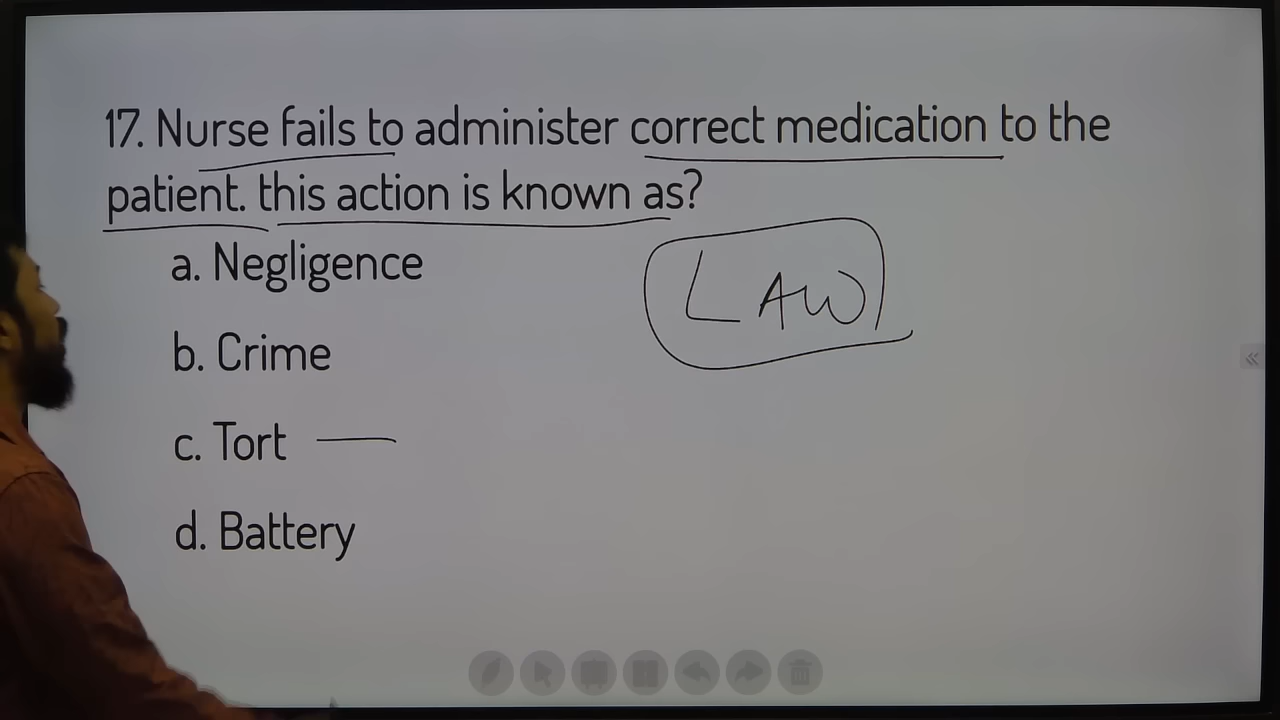 17. Nurse fails to administer correct medication to the
patient. this action is known as?
a. Negligence
LAW
b. Crime
c. Tort
d. Battery